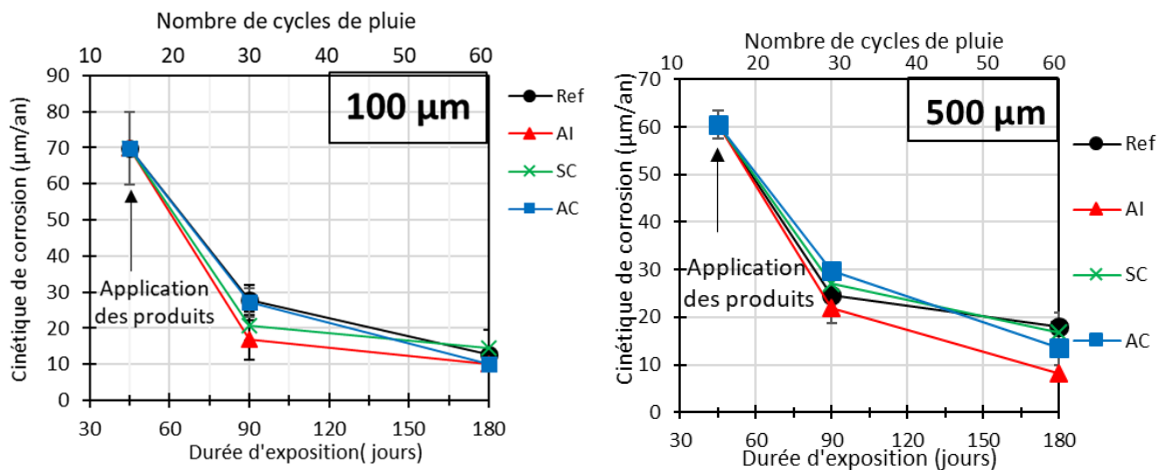 Nombre de cycles de pluie
10 20 30 40 50 60
90
80
70
60
50
40
30
20
10
0
Cinétique de corrosion (µm/an)
100 µm
Application
des produits
30 60 90 120 150 180
Durée d'exposition( jours)
Ref
AI
SC
AC
Nombre de cycles de pluie
10 20 30 40 50 60
70
60
50
40
30
20
10
0
Cinétique de corrosion (µm/an)
500 µm
Application
des produits
30 60 90 120 150 180
Durée d'exposition (jours)
Ref
AI
SC
AC